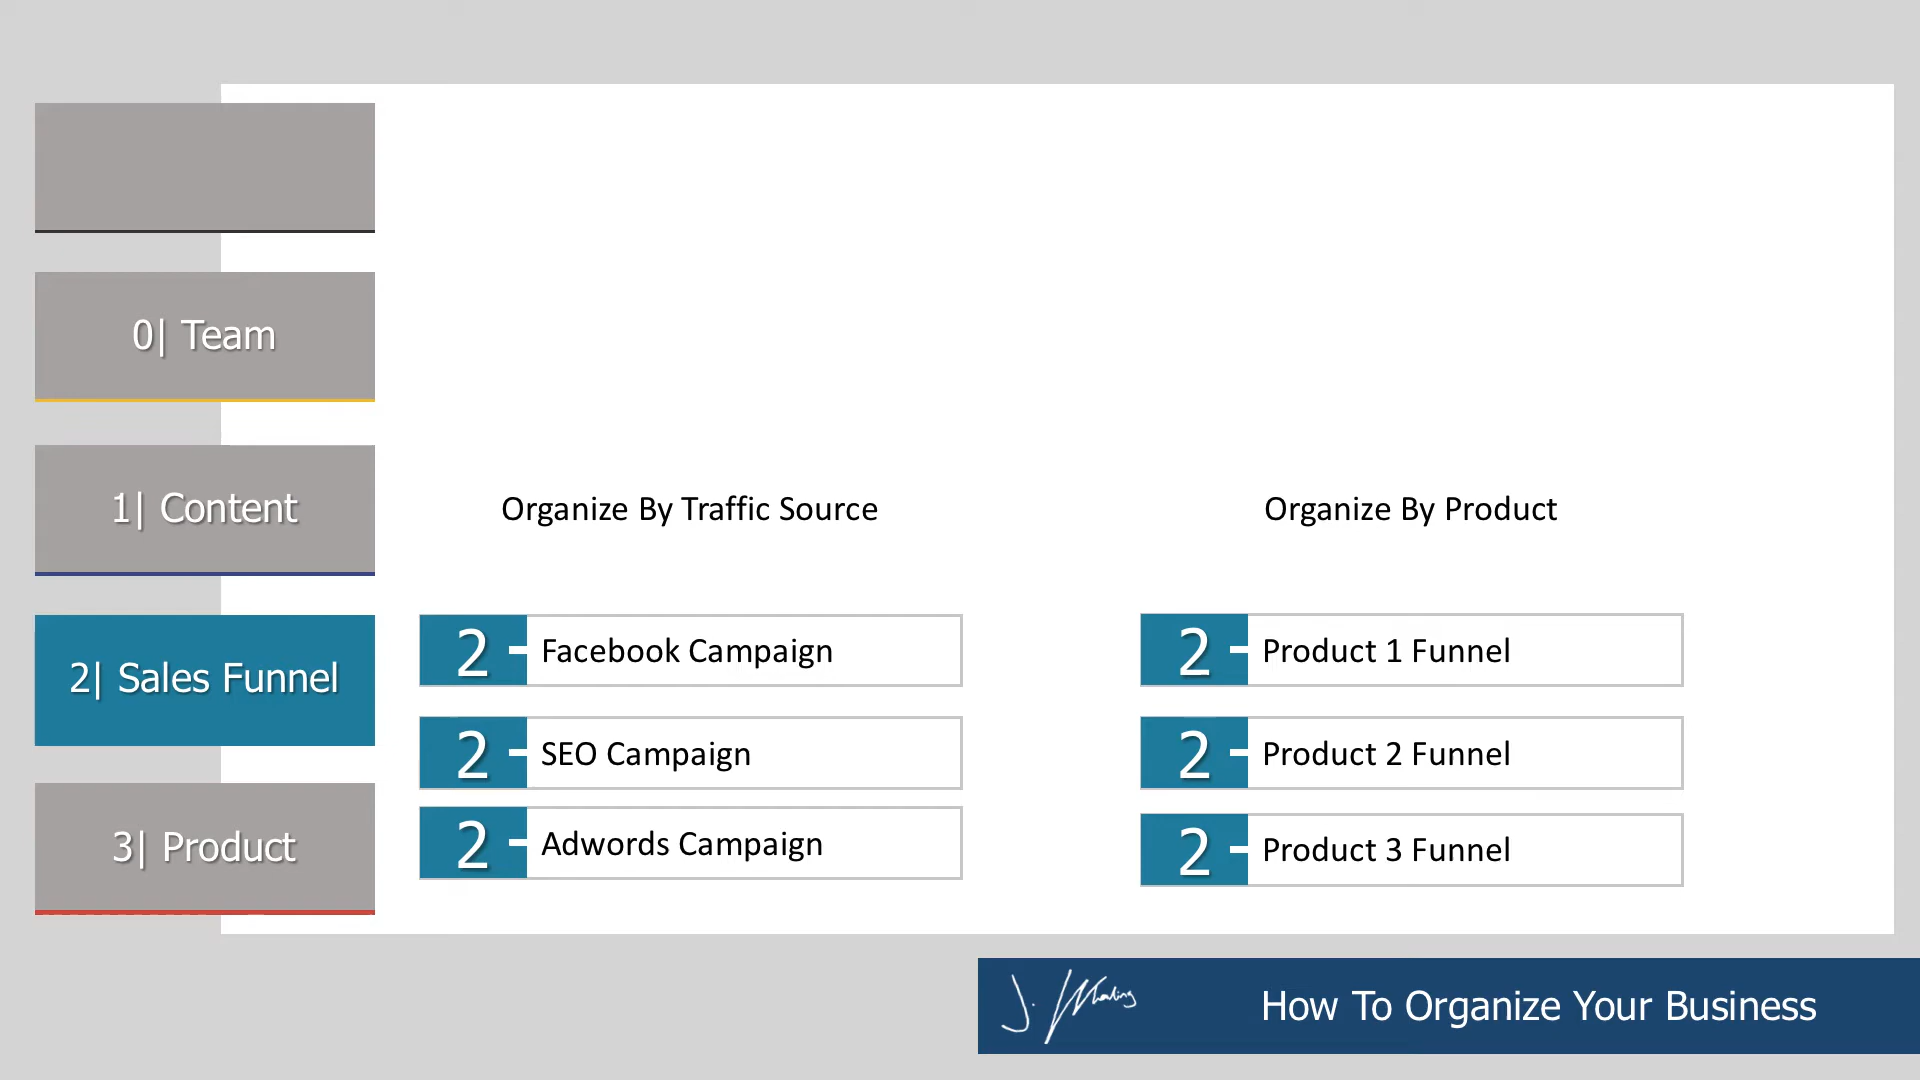 0| Team
1| Content
2| Sales Funnel
3| Product
Organize By Traffic Source
2 - Facebook Campaign
2 - SEO Campaign
2 - Adwords Campaign
Organize By Product
2 - Product 1 Funnel
2 - Product 2 Funnel
2 - Product 3 Funnel
How To Organize Your Business